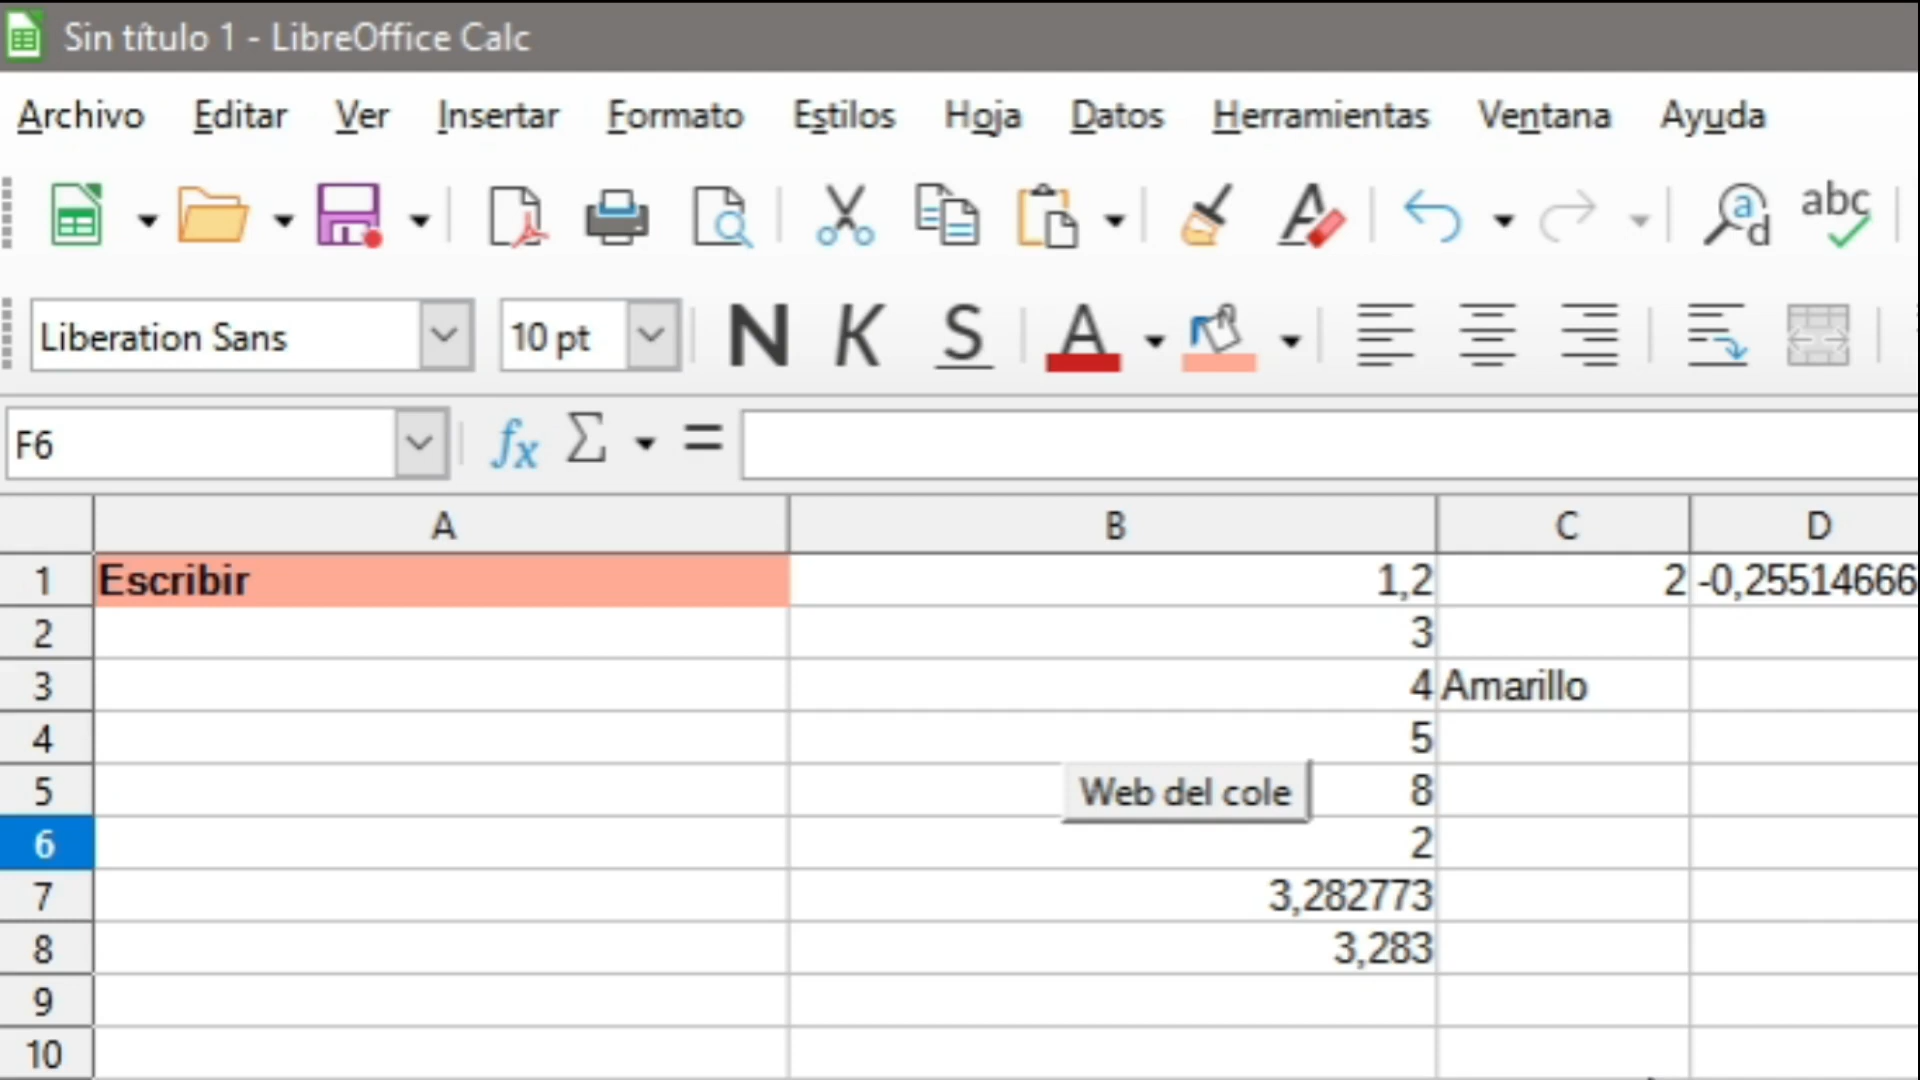 Sin título 1 - LibreOffice Calc
Archivo Editar Ver Insertar Formato Estilos Hoja Datos Herramientas Ventana Ayuda
a d abc
Liberation Sans 10 pt N K S A
F6 fx Σ =
A B C D
1 Escribir 1,2 2 -0,25514666
2 3
3 4 Amarillo
4 5
5 Web del cole 8
6 2
7 3,282773
8 3,283
9
10